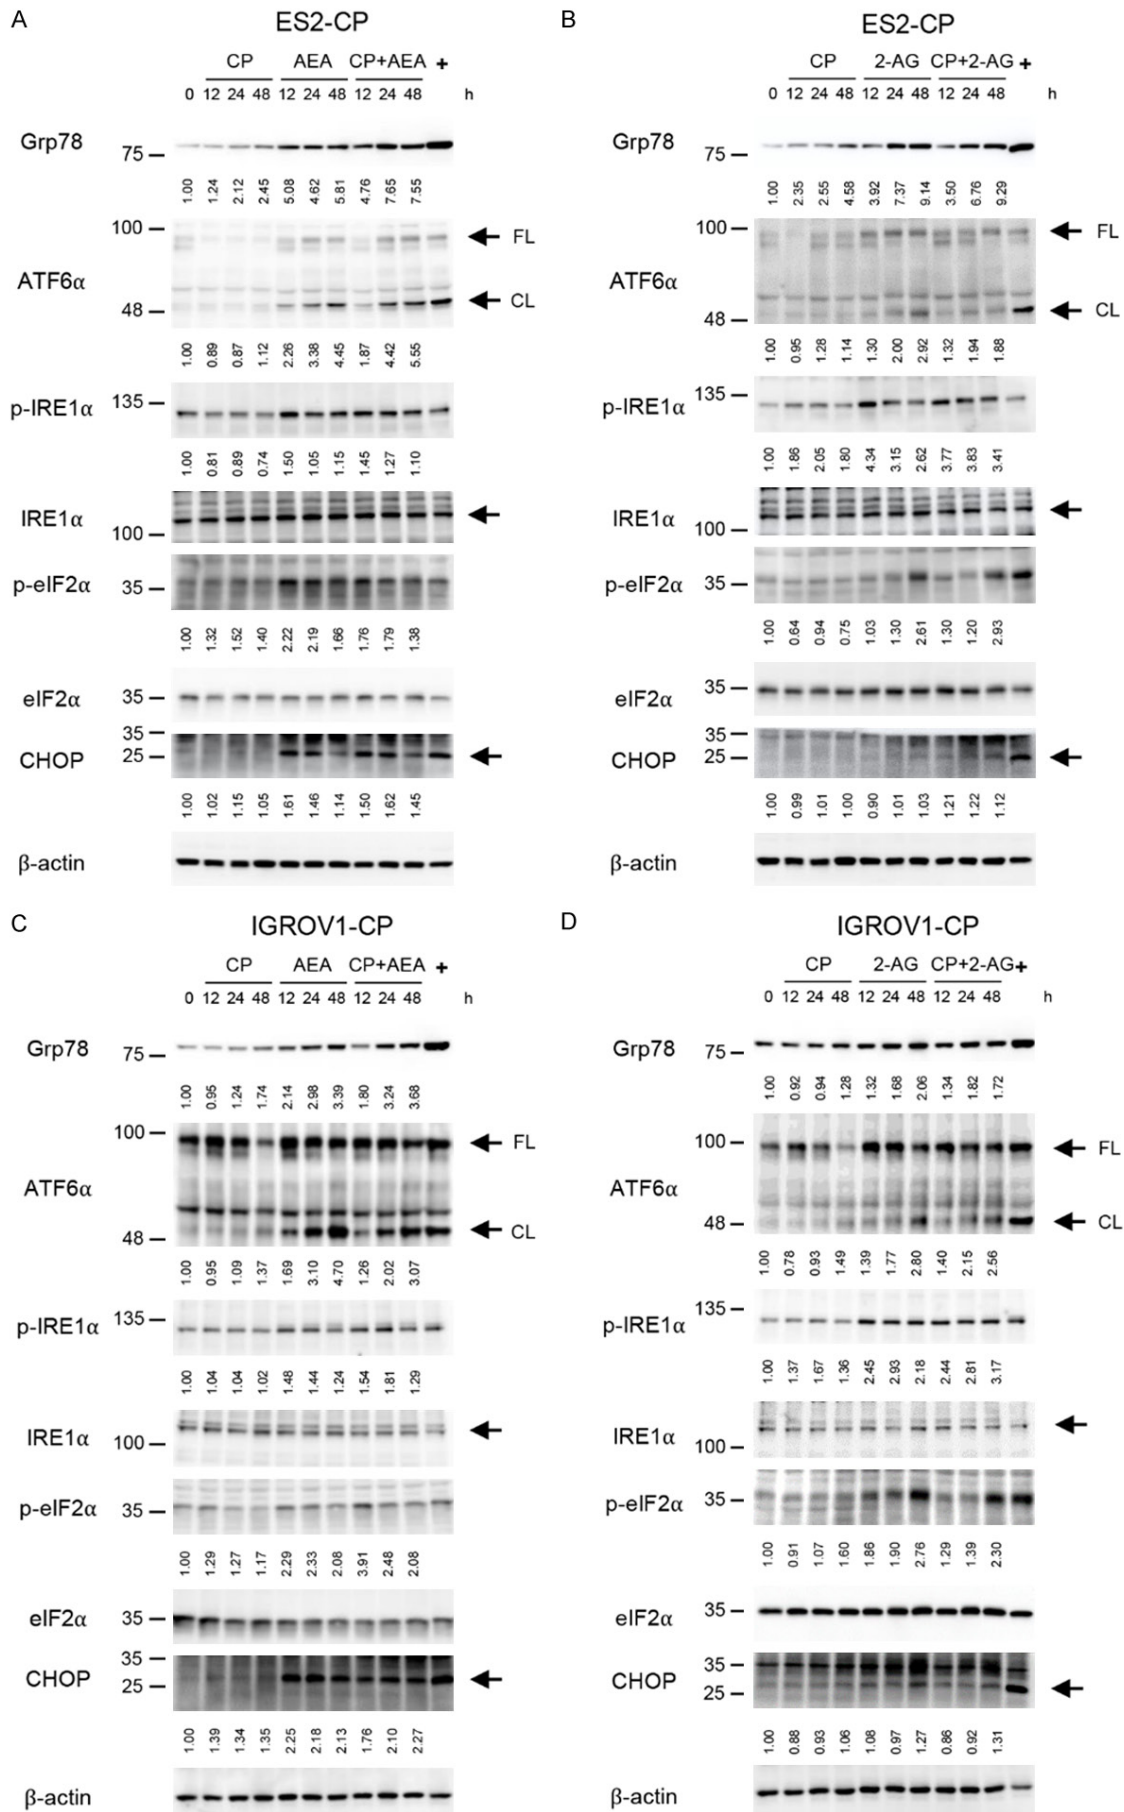 A
ES2-CP
CP AEA CP+AEA +
0 12 24 48 12 24 48 12 24 48 h
Grp78
75
1.00 1.24 2.12 2.45 5.08 4.62 5.81 4.76 7.65 7.55
100
FL
ATF6α
48
CL
1.00 0.89 0.87 1.12 2.26 3.38 4.45 1.87 4.42 5.55
135
p-IRE1α
1.00 0.81 0.89 0.74 1.50 1.05 1.15 1.45 1.27 1.10
IRE1α
100
p-eIF2α
35
1.00 1.32 1.52 1.40 2.22 2.19 1.66 1.76 1.79 1.38
eIF2α
35
35
CHOP
25
1.00 1.02 1.15 1.05 1.61 1.46 1.14 1.50 1.62 1.45
β-actin
B
ES2-CP
CP 2-AG CP+2-AG +
0 12 24 48 12 24 48 12 24 48 h
Grp78
75
1.00 2.35 2.55 4.58 3.92 7.37 9.14 3.50 6.76 9.29
100
FL
ATF6α
48
CL
1.00 0.95 1.28 1.14 1.30 2.00 2.92 1.32 1.94 1.88
135
p-IRE1α
1.00 1.86 2.05 1.80 4.34 3.15 2.62 3.77 3.83 3.41
IRE1α
100
p-eIF2α
35
1.00 0.64 0.94 0.75 1.03 1.30 2.61 1.30 1.20 2.93
eIF2α
35
35
CHOP
25
1.00 0.99 1.01 1.00 0.90 1.01 1.03 1.21 1.22 1.12
β-actin
C
IGROV1-CP
CP AEA CP+AEA +
0 12 24 48 12 24 48 12 24 48 h
Grp78
75
1.00 0.95 1.24 1.74 2.14 2.98 3.39 1.80 3.24 3.68
100
FL
ATF6α
48
CL
1.00 0.95 1.09 1.37 1.69 3.10 4.70 1.26 2.02 3.07
135
p-IRE1α
1.00 1.04 1.04 1.02 1.48 1.44 1.24 1.54 1.81 1.29
IRE1α
100
p-eIF2α
35
1.00 1.29 1.27 1.17 2.29 2.33 2.08 3.91 2.48 2.08
eIF2α
35
35
CHOP
25
1.00 1.39 1.34 1.35 2.25 2.18 2.13 1.76 2.10 2.27
β-actin
D
IGROV1-CP
CP 2-AG CP+2-AG +
0 12 24 48 12 24 48 12 24 48 h
Grp78
75
1.00 0.92 0.94 1.28 1.32 1.68 2.06 1.34 1.82 1.72
100
FL
ATF6α
48
CL
1.00 0.78 0.93 1.49 1.39 1.77 2.80 1.40 2.15 2.56
135
p-IRE1α
1.00 1.37 1.67 1.36 2.45 2.93 2.18 2.44 2.81 3.17
IRE1α
100
p-eIF2α
35
1.00 0.91 1.07 1.60 1.86 1.90 2.76 1.29 1.39 2.30
eIF2α
35
35
CHOP
25
1.00 0.88 0.93 1.06 1.08 0.97 1.27 0.86 0.92 1.31
β-actin